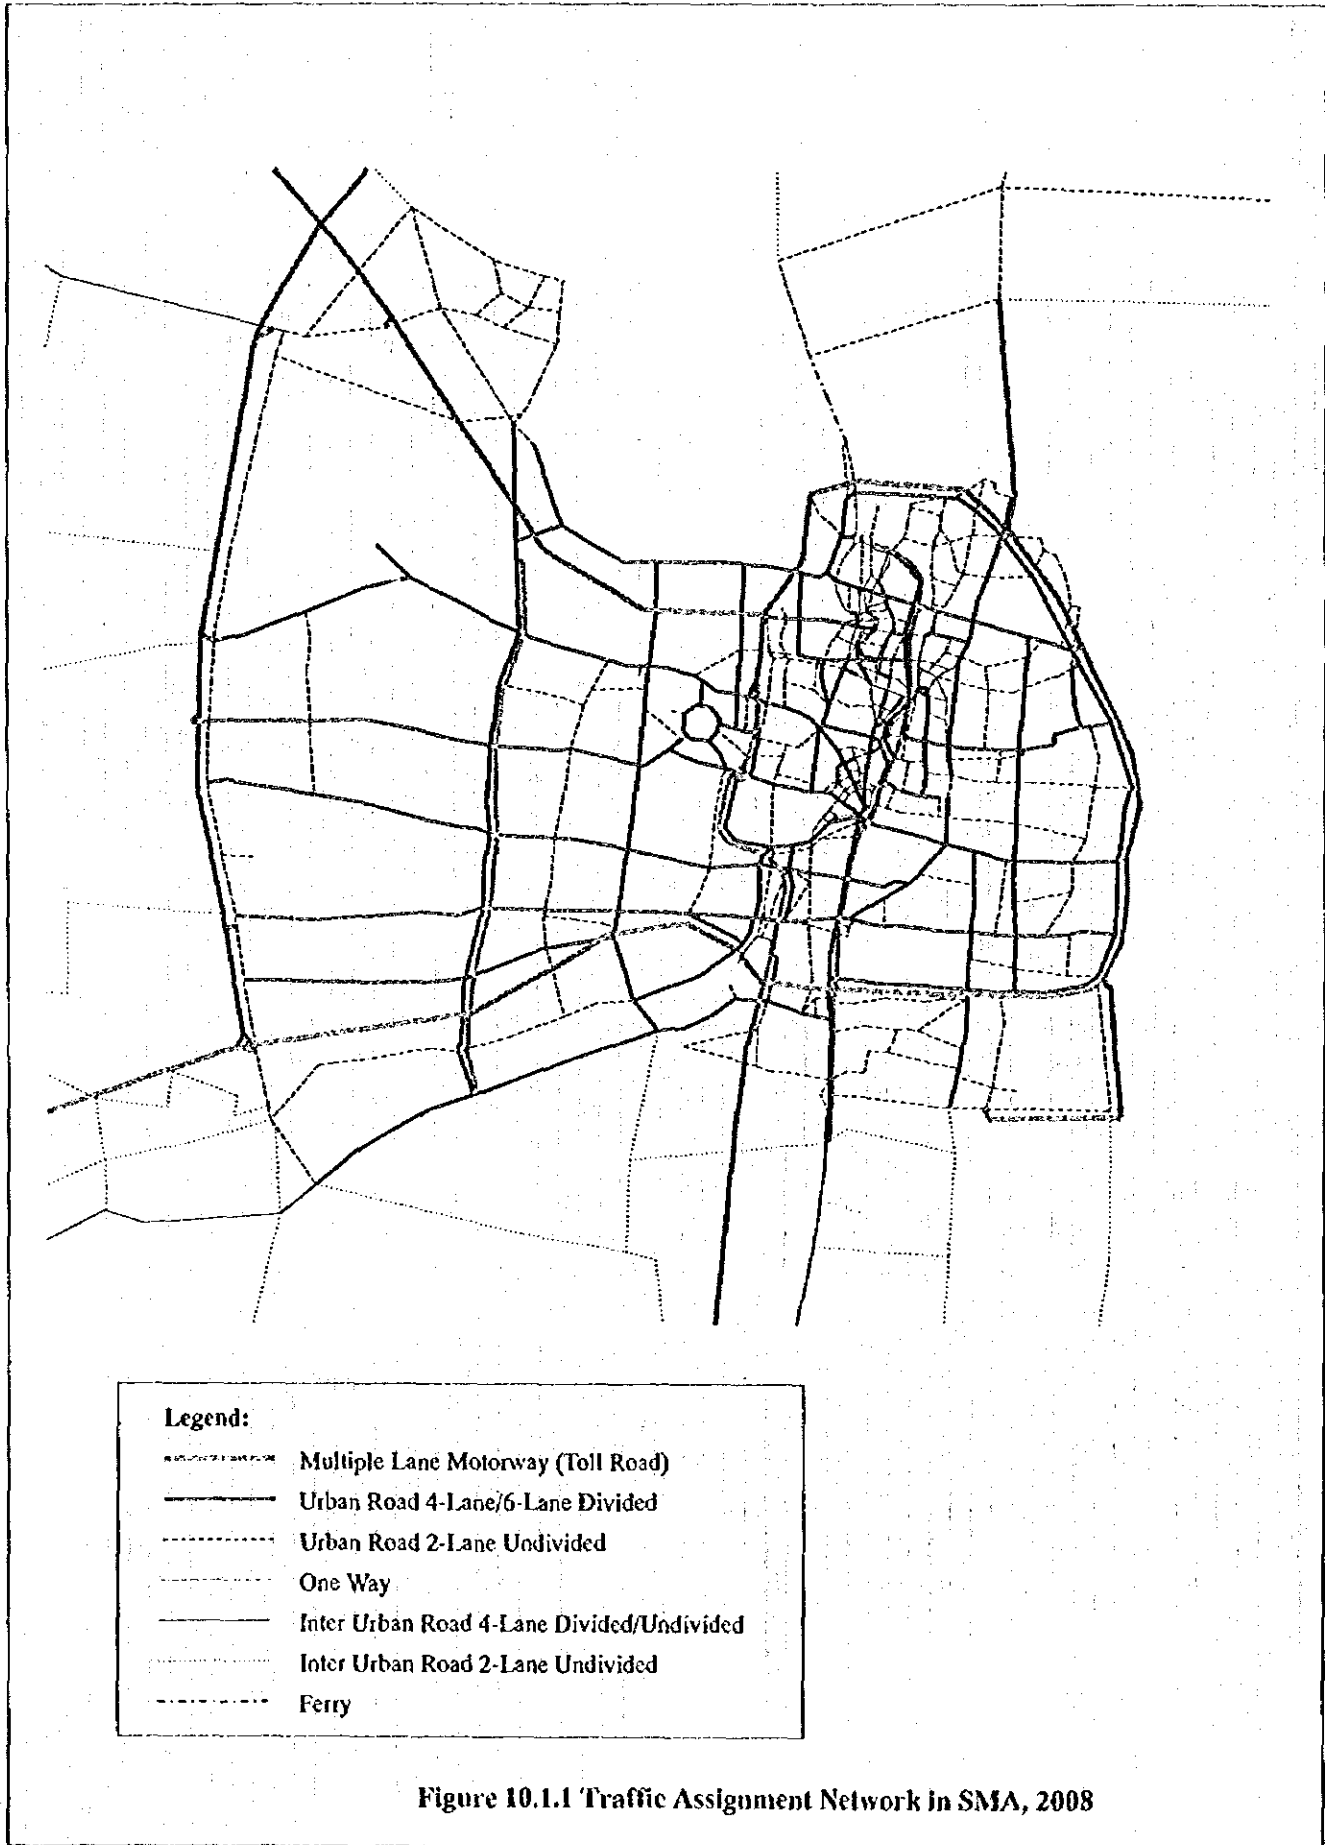 Legend:
Multiple Lane Motorway (Toll Road)
Urban Road 4-Lane/6-Lane Divided
Urban Road 2-Lane Undivided
One Way
Inter Urban Road 4-Lane Divided/Undivided
Inter Urban Road 2-Lane Undivided
Ferry
Figure 10.1.1 Traffic Assignment Network in SMA, 2008